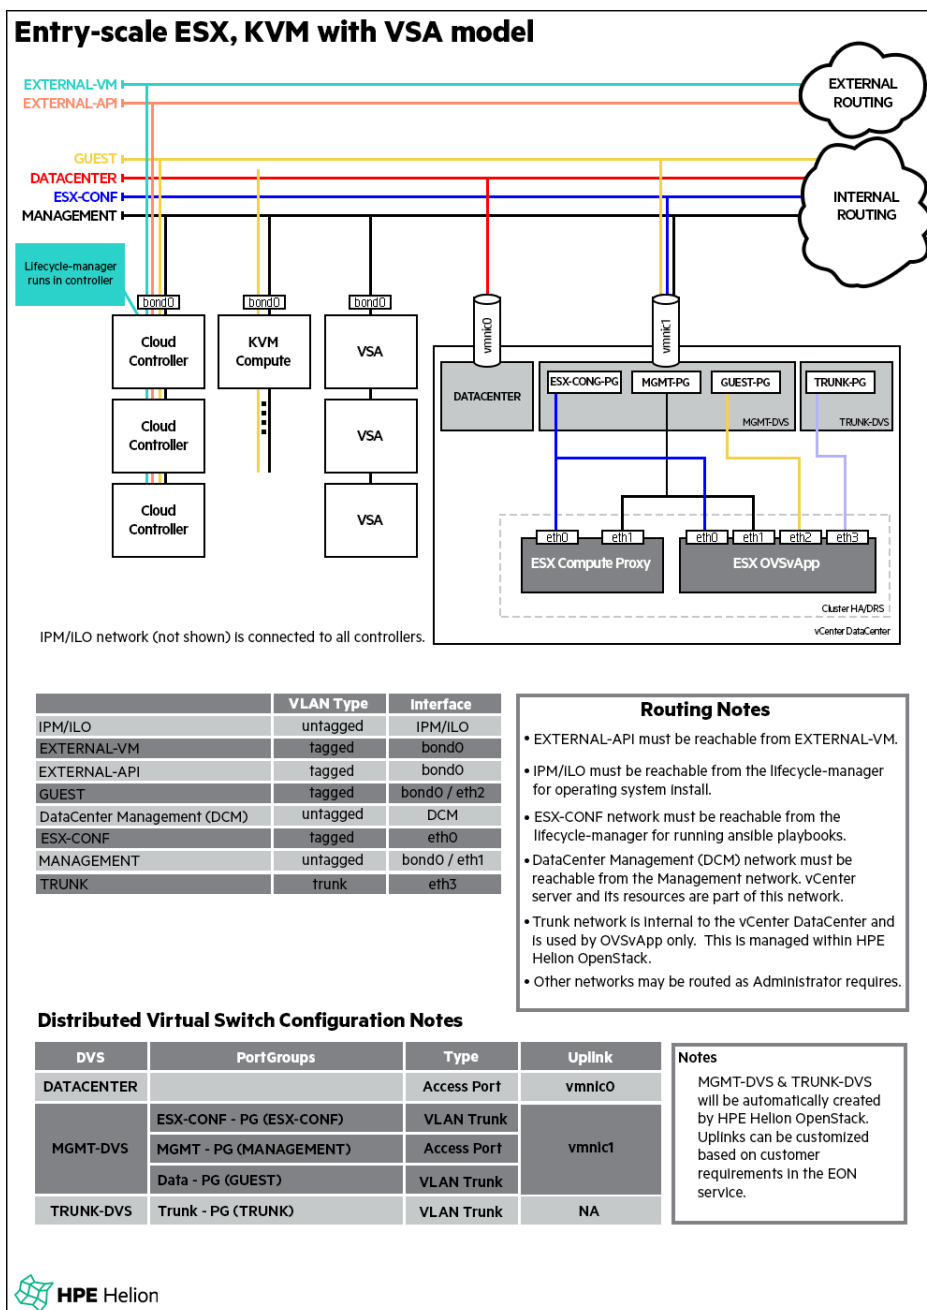 Entry-scale ESX, KVM with VSA model
EXTERNAL-VM
EXTERNAL-API
EXTERNAL
ROUTING
GUEST
DATACENTER
ESX-CONF
MANAGEMENT
INTERNAL
ROUTING
Lifecycle-manager
runs in controller
bond0
bond0
bond0
vmnic0
vmnic1
Cloud
Controller
KVM
Compute
VSA
DATACENTER
ESX-CONG-PG
MGMT-PG
GUEST-PG
TRUNK-PG
MGMT-DVS
TRUNK-DVS
Cloud
Controller
VSA
Cloud
Controller
VSA
eth0
eth1
eth0
eth1
eth2
eth3
ESX Compute Proxy
ESX OVSvApp
Cluster HA/DRS
vCenter DataCenter
IPM/ILO network (not shown) is connected to all controllers.
VLAN Type Interface
IPM/ILO untagged IPM/ILO
EXTERNAL-VM tagged bond0
EXTERNAL-API tagged bond0
GUEST tagged bond0 / eth2
DataCenter Management (DCM) untagged DCM
ESX-CONF tagged eth0
MANAGEMENT untagged bond0 / eth1
TRUNK trunk eth3
Routing Notes
• EXTERNAL-API must be reachable from EXTERNAL-VM.
• IPM/ILO must be reachable from the lifecycle-manager
for operating system install.
• ESX-CONF network must be reachable from the
lifecycle-manager for running ansible playbooks.
• DataCenter Management (DCM) network must be
reachable from the Management network. vCenter
server and its resources are part of this network.
• Trunk network is internal to the vCenter DataCenter and
is used by OVSvApp only. This is managed within HPE
Helion OpenStack.
• Other networks may be routed as Administrator requires.
Distributed Virtual Switch Configuration Notes
DVS PortGroups Type Uplink
DATACENTER Access Port vmnic0
MGMT-DVS
ESX-CONF - PG (ESX-CONF) VLAN Trunk
MGMT - PG (MANAGEMENT) Access Port
Data - PG (GUEST) VLAN Trunk
vmnic1
TRUNK-DVS Trunk - PG (TRUNK) VLAN Trunk NA
Notes
MGMT-DVS & TRUNK-DVS
will be automatically created
by HPE Helion OpenStack.
Uplinks can be customized
based on customer
requirements in the EON
service.
HPE Helion